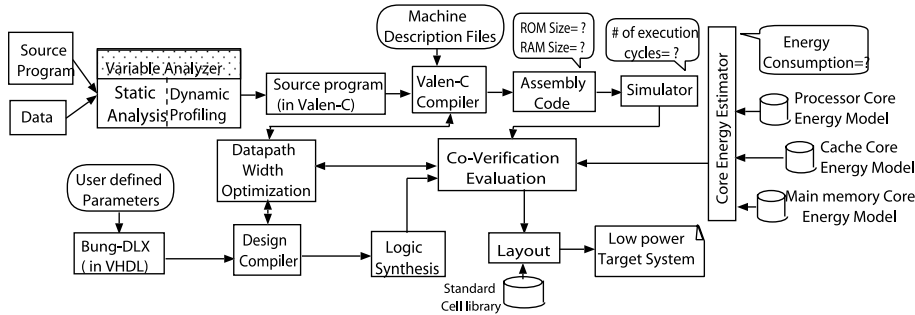 Source
Program
Data
Variable Analyzer
Static
Analysis
Dynamic
Profiling
Source program
(in Valen-C)
Machine
Description Files
Valen-C
Compiler
ROM Size= ?
RAM Size= ?
Assembly
Code
# of execution
cycles= ?
Simulator
Energy
Consumption=?
Core Energy Estimator
Processor Core
Energy Model
Cache Core
Energy Model
Main memory Core
Energy Model
Datapath
Width
Optimization
Co-Verification
Evaluation
User defined
Parameters
Bung-DLX
( in VHDL)
Design
Compiler
Logic
Synthesis
Layout
Low power
Target System
Standard
Cell library